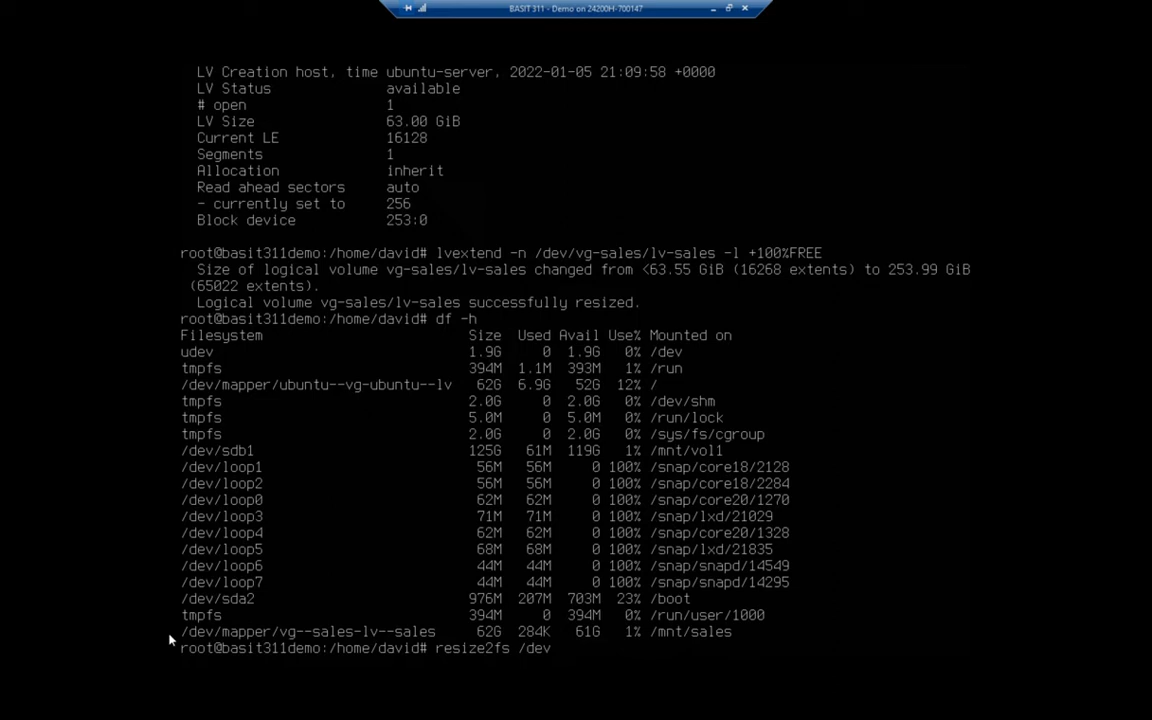 BASIT 311 - Demo on 24200H-700147
LV Creation host, time ubuntu-server, 2022-01-05 21:09:58 +0000
LV Status available
# open 1
LV Size 63.00 GiB
Current LE 16128
Segments 1
Allocation inherit
Read ahead sectors auto
- currently set to 256
Block device 253:0
root@basit311demo:/home/david# lvextend -n /dev/vg-sales/lv-sales -l +100%FREE
Size of logical volume vg-sales/lv-sales changed from <63.55 GiB (16268 extents) to 253.99 GiB
(65022 extents).
Logical volume vg-sales/lv-sales successfully resized.
root@basit311demo:/home/david# df -h
Filesystem Size Used Avail Use% Mounted on
udev 1.9G 0 1.9G 0% /dev
tmpfs 394M 1.1M 393M 1% /run
/dev/mapper/ubuntu--vg-ubuntu--lv 62G 6.9G 52G 12% /
tmpfs 2.0G 0 2.0G 0% /dev/shm
tmpfs 5.0M 0 5.0M 0% /run/lock
tmpfs 2.0G 0 2.0G 0% /sys/fs/cgroup
/dev/sdb1 125G 61M 119G 1% /mnt/vol1
/dev/loop1 56M 56M 0 100% /snap/core18/2128
/dev/loop2 56M 56M 0 100% /snap/core18/2284
/dev/loop0 62M 62M 0 100% /snap/core20/1270
/dev/loop3 71M 71M 0 100% /snap/lxd/21029
/dev/loop4 62M 62M 0 100% /snap/core20/1328
/dev/loop5 68M 68M 0 100% /snap/lxd/21835
/dev/loop6 44M 44M 0 100% /snap/snapd/14549
/dev/loop7 44M 44M 0 100% /snap/snapd/14295
/dev/sda2 976M 207M 703M 23% /boot
tmpfs 394M 0 394M 0% /run/user/1000
/dev/mapper/vg--sales-lv--sales 62G 284K 61G 1% /mnt/sales
root@basit311demo:/home/david# resize2fs /dev